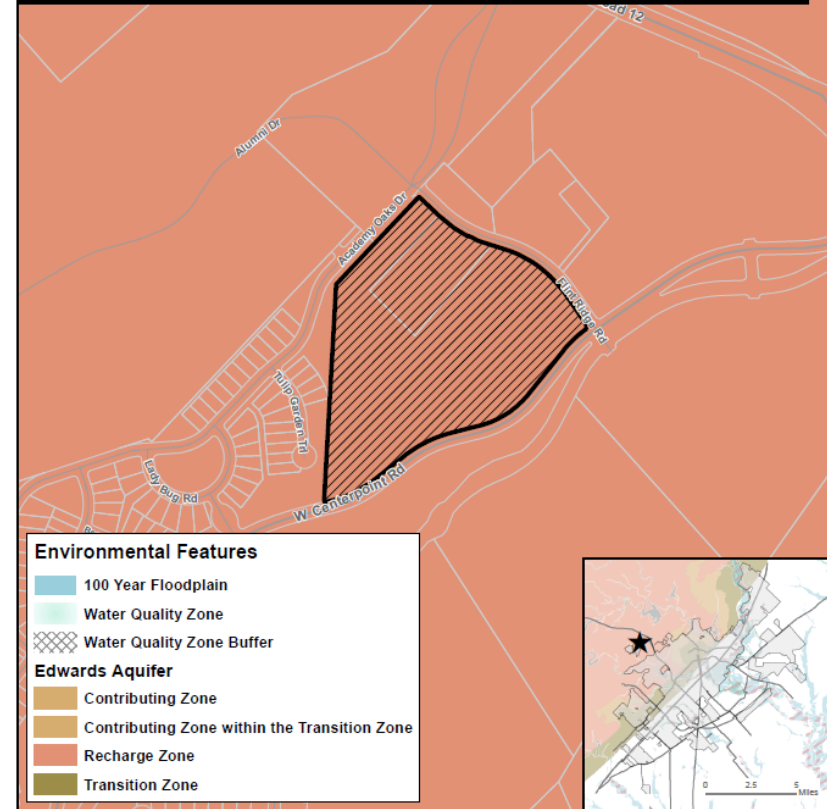 Alumni Dr
Academy Oaks Dr
Flint Ridge Rd
Tulip Garden Trl
Lady Bug Rd
W Centerpoint Rd
Environmental Features
100 Year Floodplain
Water Quality Zone
Water Quality Zone Buffer
Edwards Aquifer
Contributing Zone
Contributing Zone within the Transition Zone
Recharge Zone
Transition Zone
0 2.5 5
Miles